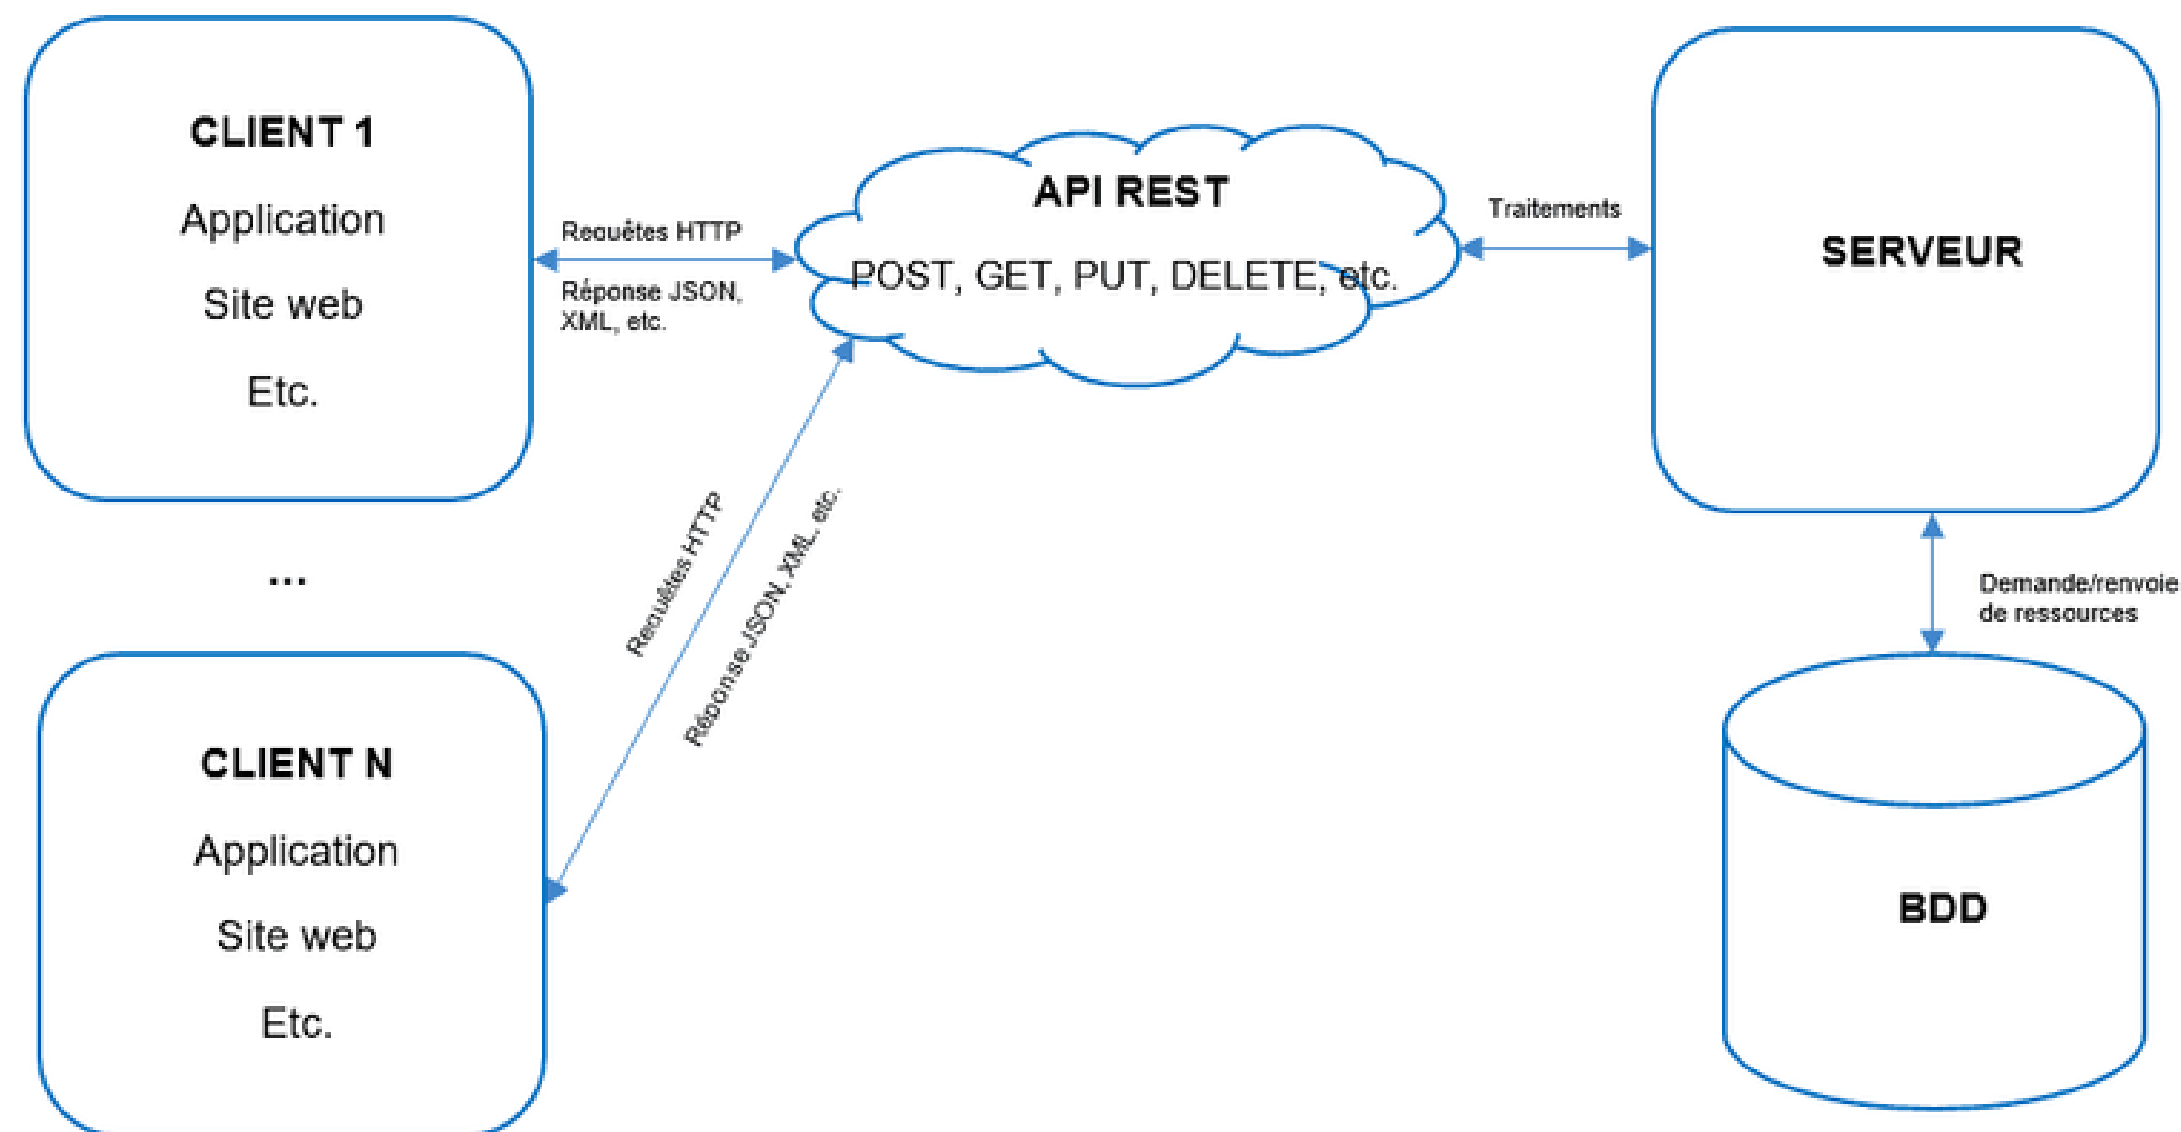 CLIENT 1
Application
Site web
Etc.
Requêtes HTTP
Réponse JSON,
XML, etc.
API REST
POST, GET, PUT, DELETE, etc.
Traitements
SERVEUR
...
Requêtes HTTP
Réponse JSON, XML, etc.
Demande/renvoie
de ressources
CLIENT N
Application
Site web
Etc.
BDD